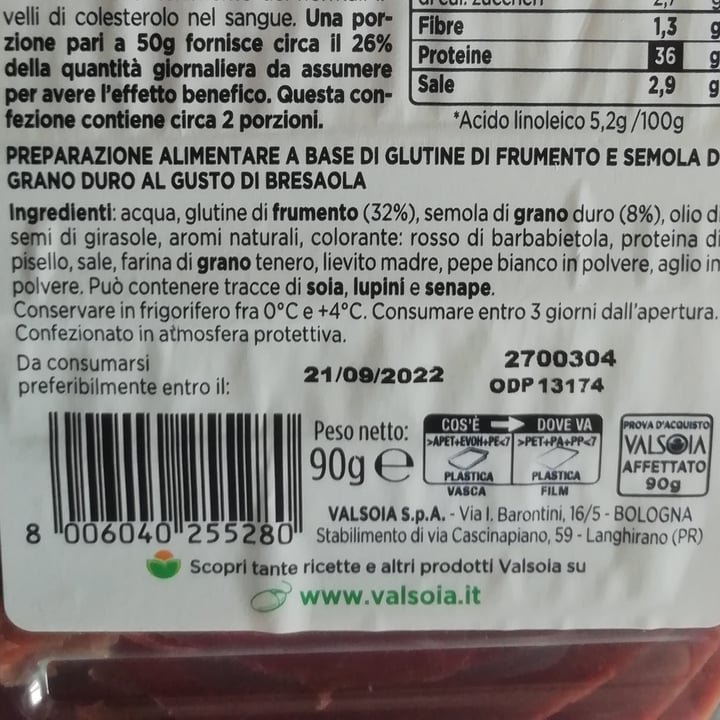 velli di colesterolo nel sangue. Una por-
zione pari a 50g fornisce circa il 26%
della quantità giornaliera da assumere
per avere l'effetto benefico. Questa con-
fezione contiene circa 2 porzioni.
di cui: zuccheri 2,7 g
Fibre 1,3 g
Proteine 36 g
Sale 2,9 g
*Acido linoleico 5,2g/100g
PREPARAZIONE ALIMENTARE A BASE DI GLUTINE DI FRUMENTO E SEMOLA D
GRANO DURO AL GUSTO DI BRESAOLA
Ingredienti: acqua, glutine di frumento (32%), semola di grano duro (8%), olio di
semi di girasole, aromi naturali, colorante: rosso di barbabietola, proteina di
pisello, sale, farina di grano tenero, lievito madre, pepe bianco in polvere, aglio in
polvere. Può contenere tracce di soia, lupini e senape.
Conservare in frigorifero fra 0°C e +4°C. Consumare entro 3 giorni dall'apertura.
Confezionato in atmosfera protettiva.
Da consumarsi
preferibilmente entro il:
21/09/2022
2700304
ODP13174
Peso netto:
90g e
COS'È DOVE VA
>APET+EVOH+PE<7 >PET+PA+PP<7
PLASTICA PLASTICA
VASCA FILM
PROVA D'ACQUISTO
VALSOIA
AFFETTATO
90g
8 006040 255280
VALSOIA S.p.A. - Via I. Barontini, 16/5 - BOLOGNA
Stabilimento di via Cascinapiano, 59 - Langhirano (PR)
Scopri tante ricette e altri prodotti Valsoia su
www.valsoia.it